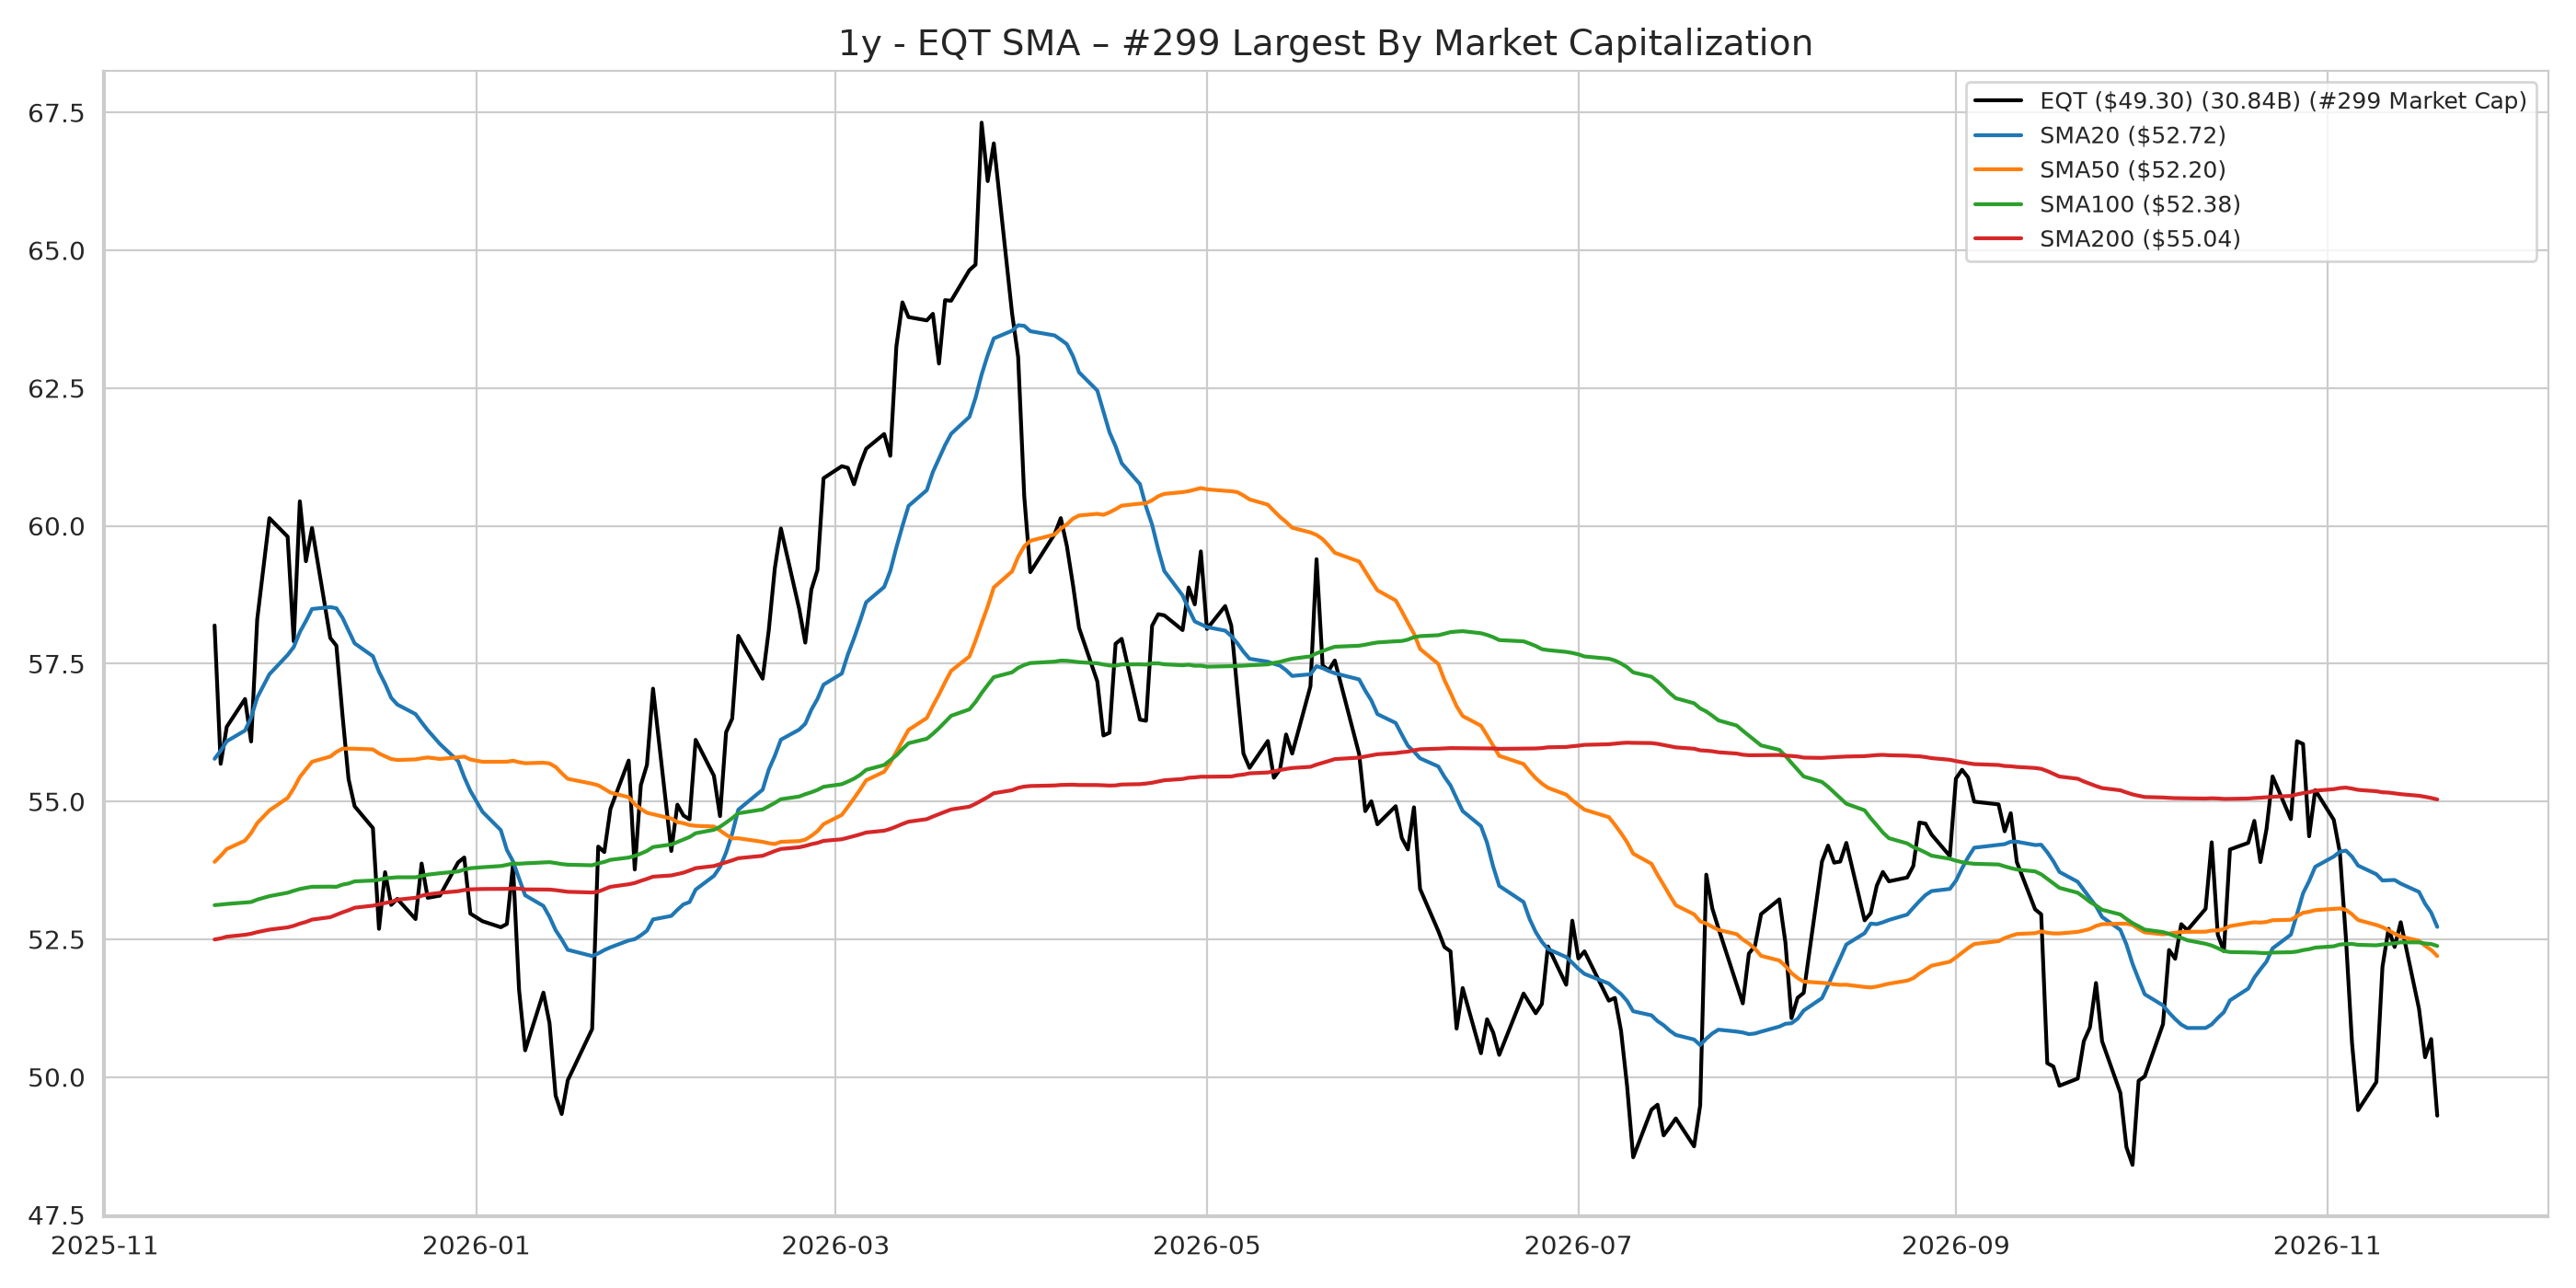 1y - EQT SMA – #299 Largest By Market Capitalization
EQT ($49.30) (30.84B) (#299 Market Cap)
SMA20 ($52.72)
SMA50 ($52.20)
SMA100 ($52.38)
SMA200 ($55.04)
67.5
65.0
62.5
60.0
57.5
55.0
52.5
50.0
47.5
2025-11 2026-01 2026-03 2026-05 2026-07 2026-09 2026-11